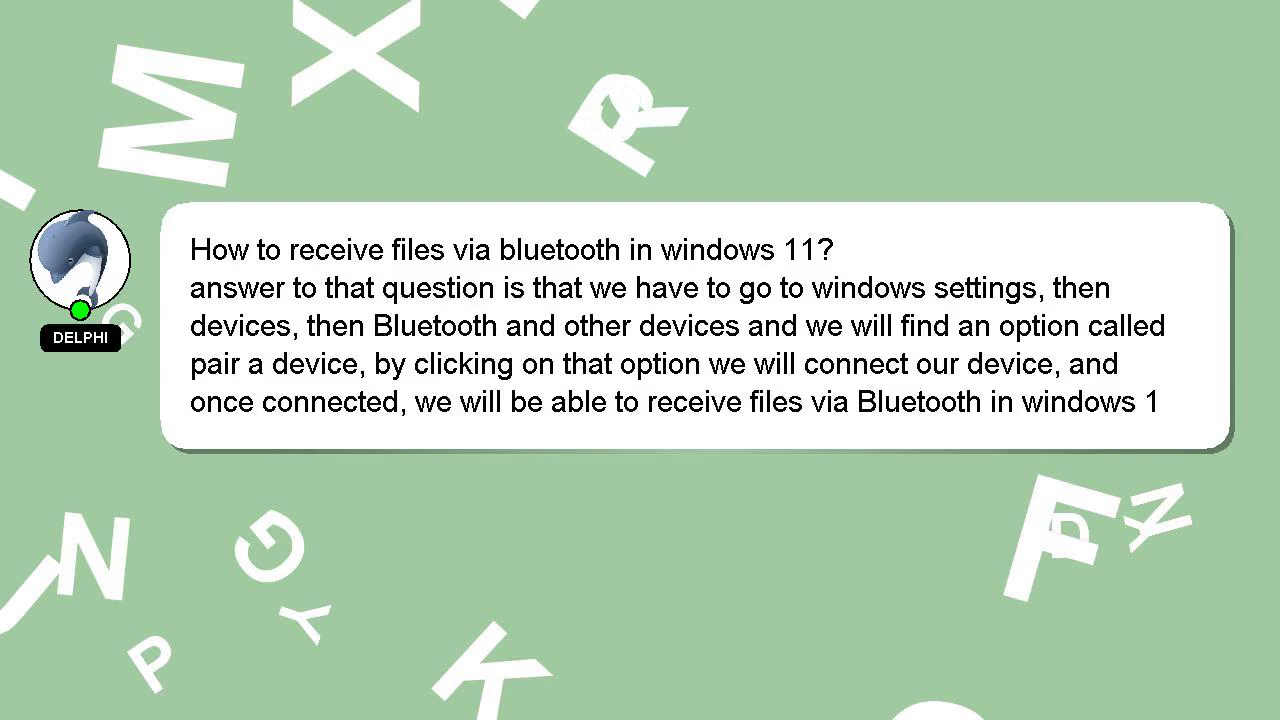 M
X
R
G
DELPHI
How to receive files via bluetooth in windows 11?
answer to that question is that we have to go to windows settings, then
devices, then Bluetooth and other devices and we will find an option called
pair a device, by clicking on that option we will connect our device, and
once connected, we will be able to receive files via Bluetooth in windows 1
F
D
N
G
Y
P
K